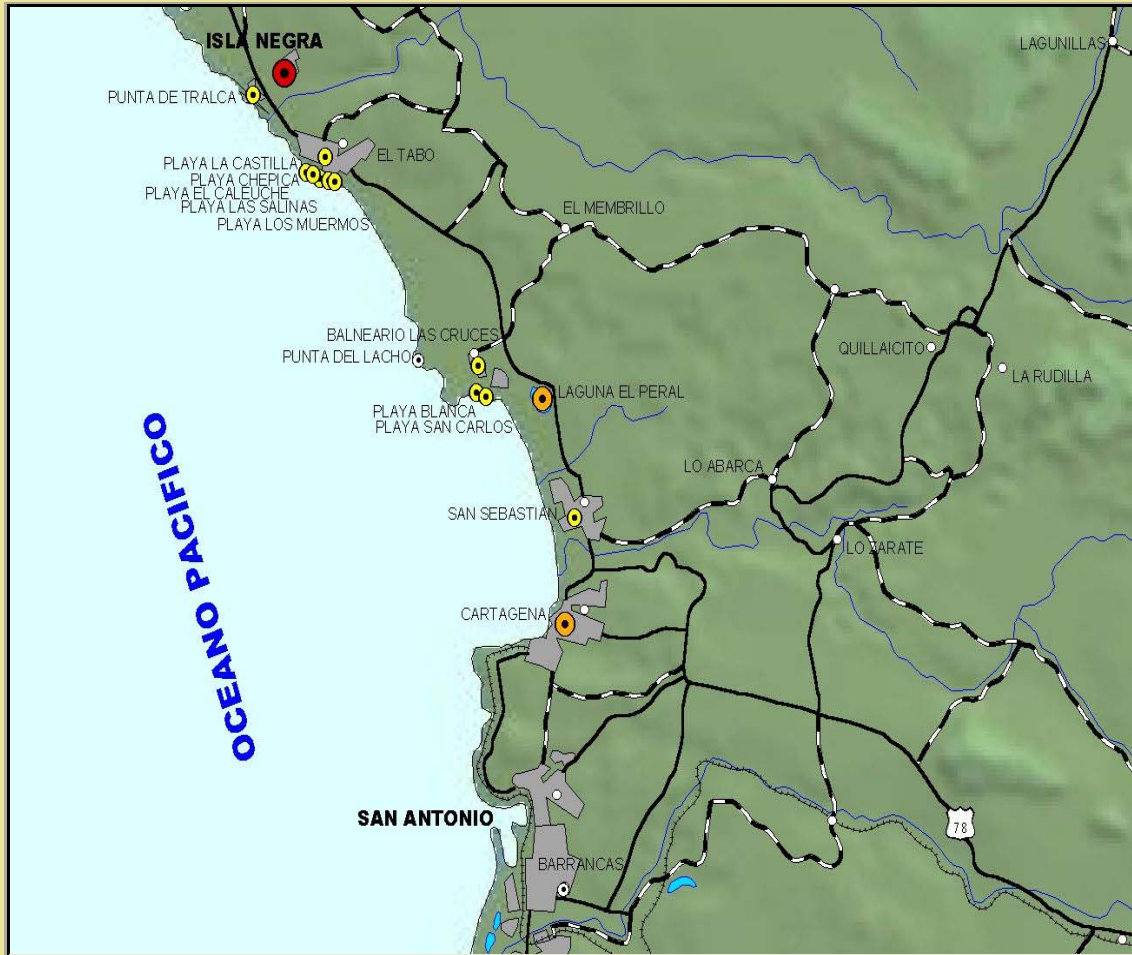 ISLA NEGRA
LAGUNILLAS
PUNTA DE TRALCA
EL TABO
PLAYA LA CASTILLA
PLAYA CHEPICA
PLAYA EL CALEUCHE
PLAYA LAS SALINAS
PLAYA LOS MUERMOS
EL MEMBRILLO
BALNEARIO LAS CRUCES
PUNTA DEL LACHO
QUILLAICITO
LA RUDILLA
LAGUNA EL PERAL
PLAYA BLANCA
PLAYA SAN CARLOS
OCEANO PACIFICO
LO ABARCA
SAN SEBASTIAN
LO ZARATE
CARTAGENA
SAN ANTONIO
78
BARRANCAS